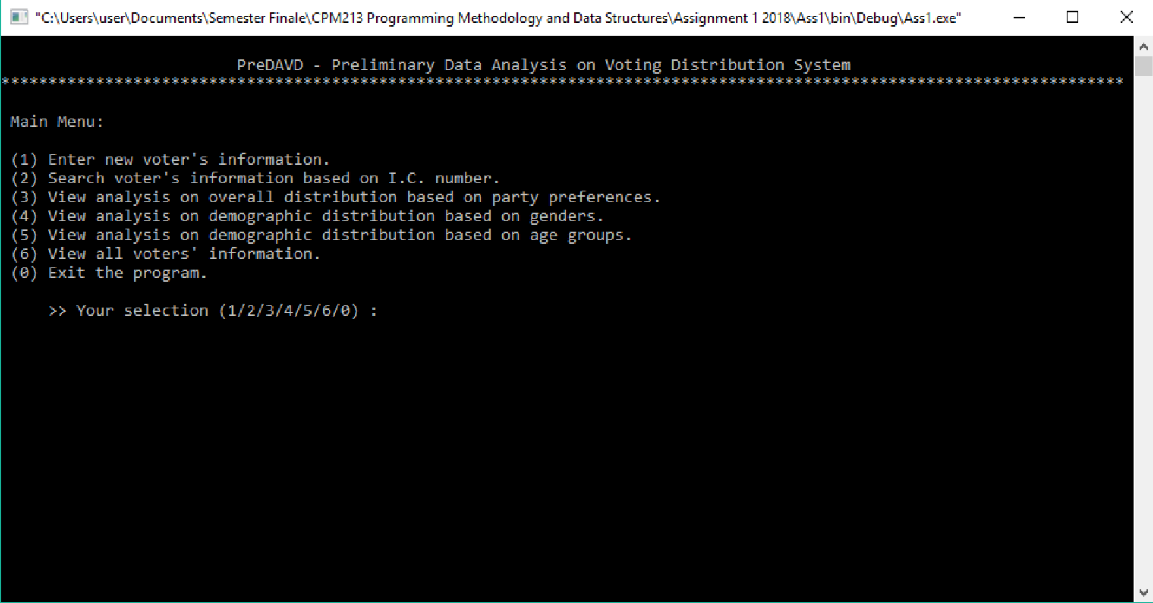 "C:\Users\user\Documents\Semester Finale\CPM213 Programming Methodology and Data Structures\Assignment 1 2018\Ass1\bin\Debug\Ass1.exe"
PreDAVD - Preliminary Data Analysis on Voting Distribution System
***********************************************************************************************************************
Main Menu:
(1) Enter new voter's information.
(2) Search voter's information based on I.C. number.
(3) View analysis on overall distribution based on party preferences.
(4) View analysis on demographic distribution based on genders.
(5) View analysis on demographic distribution based on age groups.
(6) View all voters' information.
(0) Exit the program.
>> Your selection (1/2/3/4/5/6/0) :